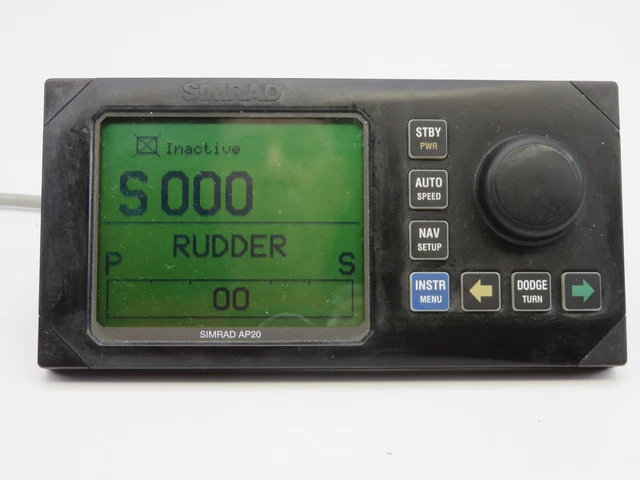 SIMRAD
Inactive
S000
RUDDER
P S
00
SIMRAD AP20
STBY
PWR
AUTO
SPEED
NAV
SETUP
INSTR
MENU
DODGE
TURN